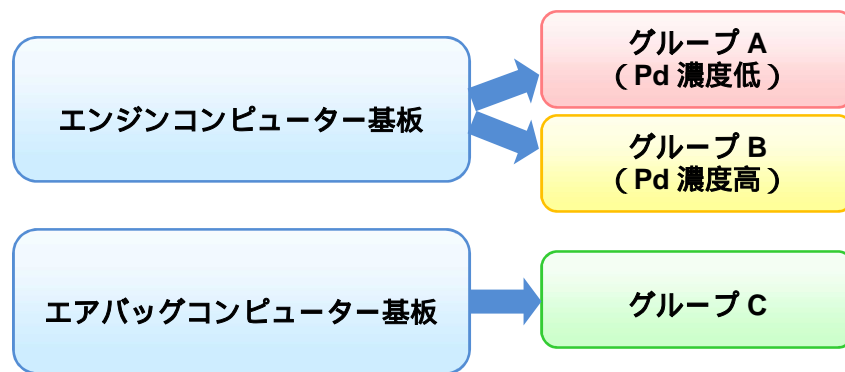 エンジンコンピューター基板
グループ A
（ Pd 濃度低 ）
グループ B
（ Pd 濃度高 ）
エアバッグコンピューター基板
グループ C